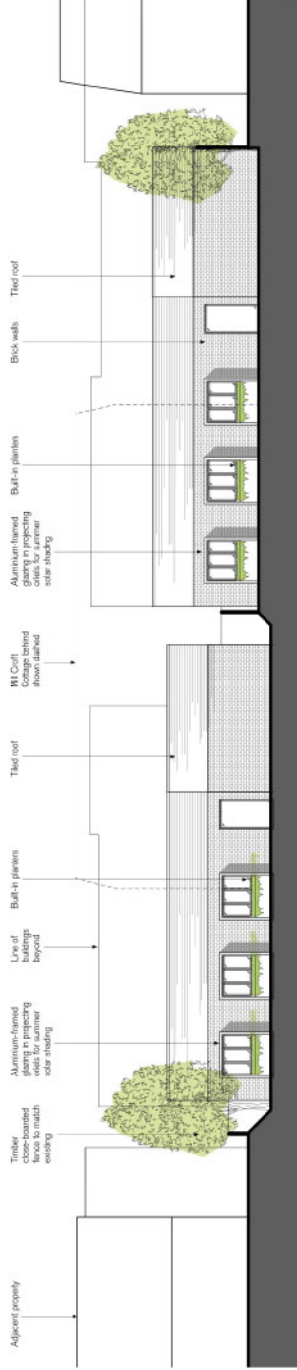 Adjacent property
Timber
close-boarded
fence to match
existing
Aluminium-framed
glazing in projecting
oriels for summer
solar shading
Line of
buildings
beyond
Built-in planters
Tiled roof
Mill Croft
Cottage behind
shown dashed
Aluminium-framed
glazing in projecting
oriels for summer
solar shading
Built-in planters
Brick walls
Tiled roof